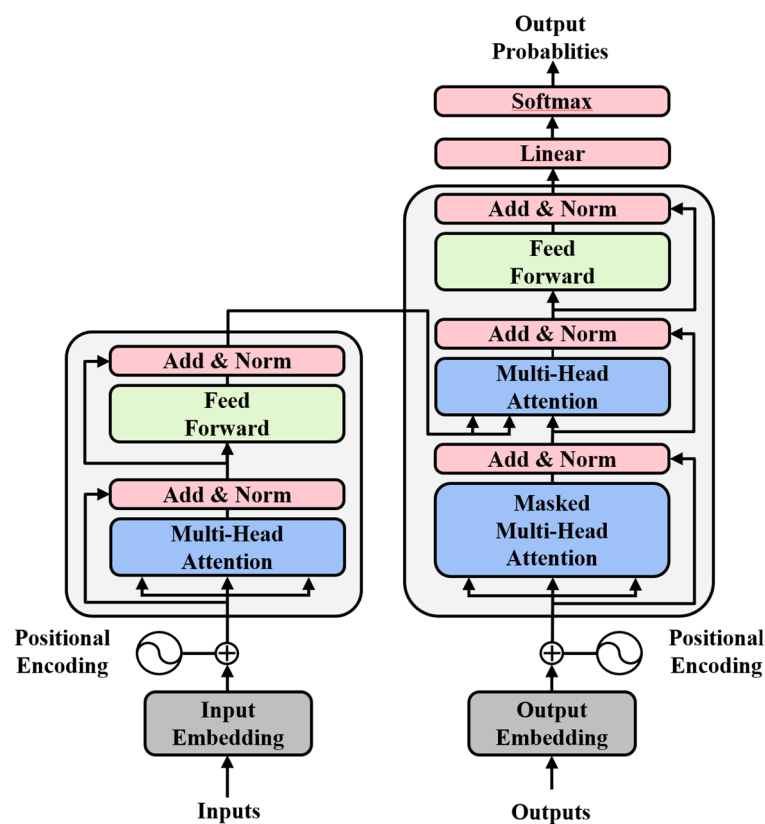 Output
Probablities
Softmax
Linear
Add & Norm
Feed
Forward
Add & Norm
Multi-Head
Attention
Add & Norm
Masked
Multi-Head
Attention
Add & Norm
Feed
Forward
Add & Norm
Multi-Head
Attention
Positional
Encoding
Positional
Encoding
Input
Embedding
Output
Embedding
Inputs
Outputs